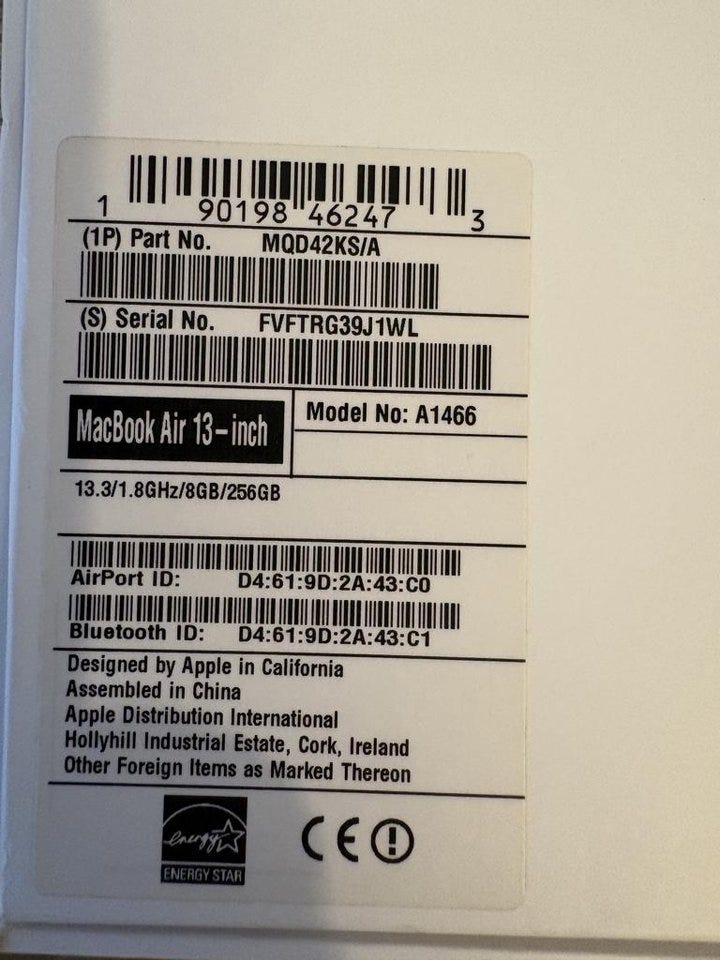 1 90198 46247 3
(1P) Part No. MQD42KS/A
(S) Serial No. FVFTRG39J1WL
MacBook Air 13-inch
Model No: A1466
13.3/1.8GHz/8GB/256GB
AirPort ID: D4:61:9D:2A:43:C0
Bluetooth ID: D4:61:9D:2A:43:C1
Designed by Apple in California
Assembled in China
Apple Distribution International
Hollyhill Industrial Estate, Cork, Ireland
Other Foreign Items as Marked Thereon
energy
ENERGY STAR
CE